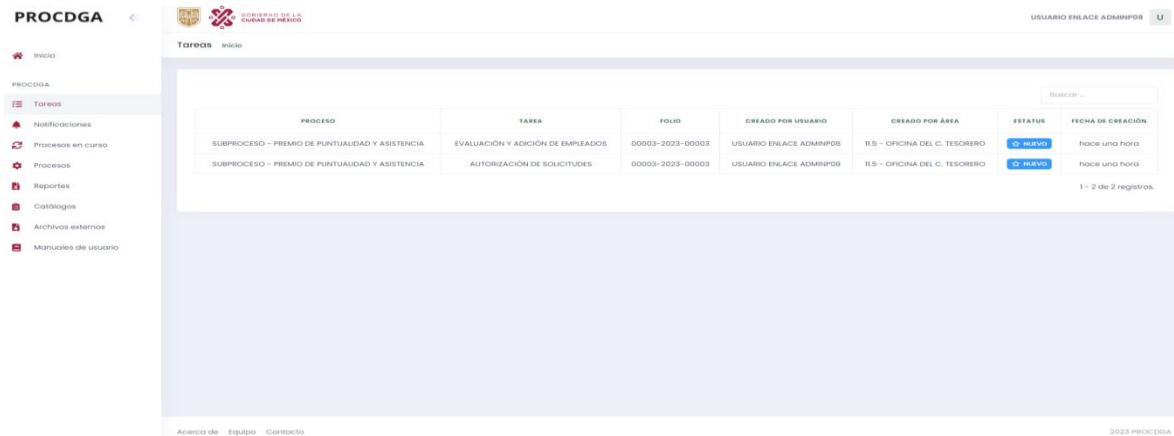 PROCDGA
Inicio
PROCDGA
Tareas
Notificaciones
Procesos en curso
Procesos
Reportes
Catálogos
Archivos externos
Manuales de usuario
GOBIERNO DE LA
CIUDAD DE MÉXICO
USUARIO ENLACE ADMINP08 U
Tareas Inicio
Buscar ...
PROCESO TAREA FOLIO CREADO POR USUARIO CREADO POR ÁREA ESTATUS FECHA DE CREACIÓN
SUBPROCESO - PREMIO DE PUNTUALIDAD Y ASISTENCIA EVALUACIÓN Y ADICIÓN DE EMPLEADOS 00003-2023-00003 USUARIO ENLACE ADMINP08 11.5 - OFICINA DEL C. TESORERO NUEVO hace una hora
SUBPROCESO - PREMIO DE PUNTUALIDAD Y ASISTENCIA AUTORIZACIÓN DE SOLICITUDES 00003-2023-00003 USUARIO ENLACE ADMINP08 11.5 - OFICINA DEL C. TESORERO NUEVO hace una hora
1 - 2 de 2 registros.
Acerca de Equipo Contacto
2023 PROCDGA